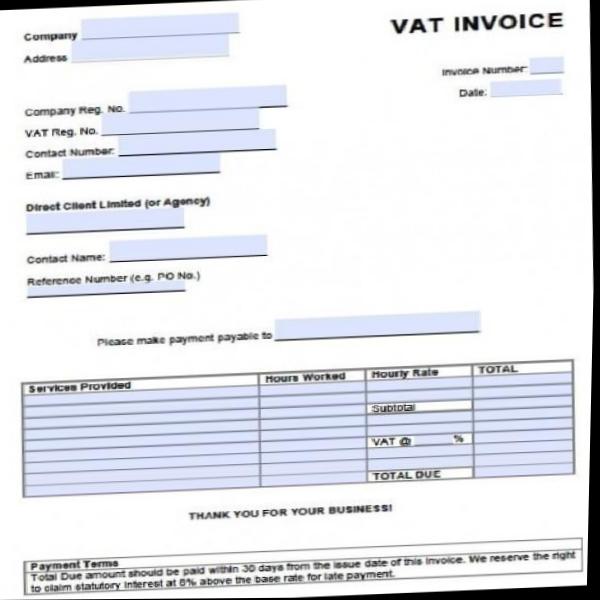 Company
VAT INVOICE
Address
Invoice Number:
Date:
Company Reg. No.
VAT Reg. No.
Contact Number:
Email:
Direct Client Limited (or Agency)
Contact Name:
Reference Number (e.g. PO No.)
Please make payment payable to
Services Provided Hours Worked Hourly Rate TOTAL
Subtotal
VAT @ ______ %
TOTAL DUE
THANK YOU FOR YOUR BUSINESS!
Payment Terms
Total Due amount should be paid within 30 days from the issue date of this invoice. We reserve the right
to claim statutory interest at 8% above the base rate for late payment.